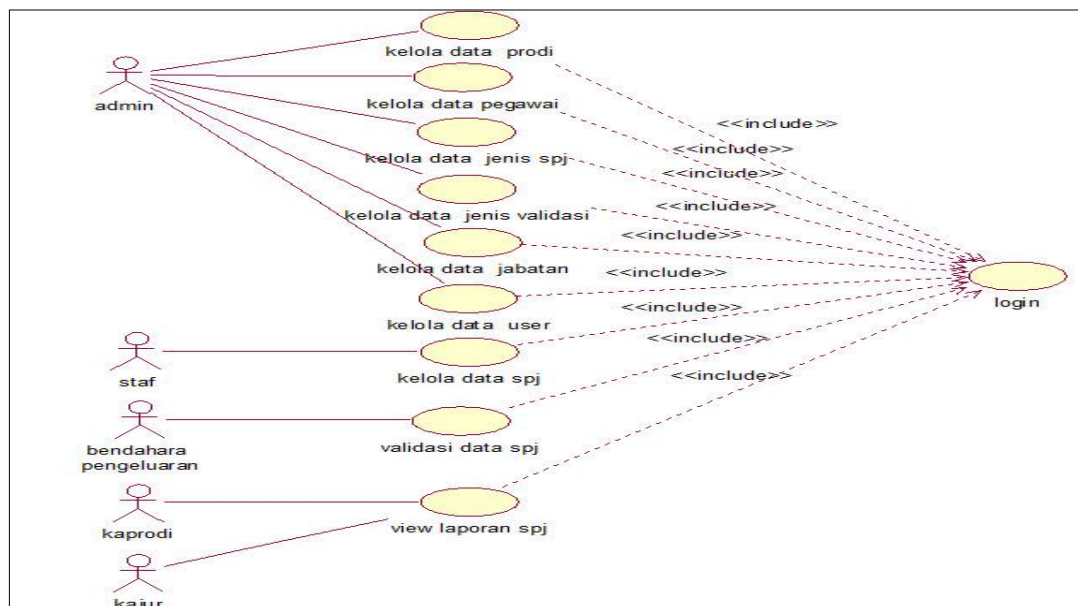 kelola data prodi
admin
kelola data pegawai
<<include>>
kelola data jenis spj
<<include>>
<<include>>
kelola data jenis validasi
<<include>>
<<include>>
kelola data jabatan
<<include>>
login
kelola data user
<<include>>
staf
kelola data spj
<<include>>
bendahara
pengeluaran
validasi data spj
<<include>>
kaprodi
view laporan spj
kajur